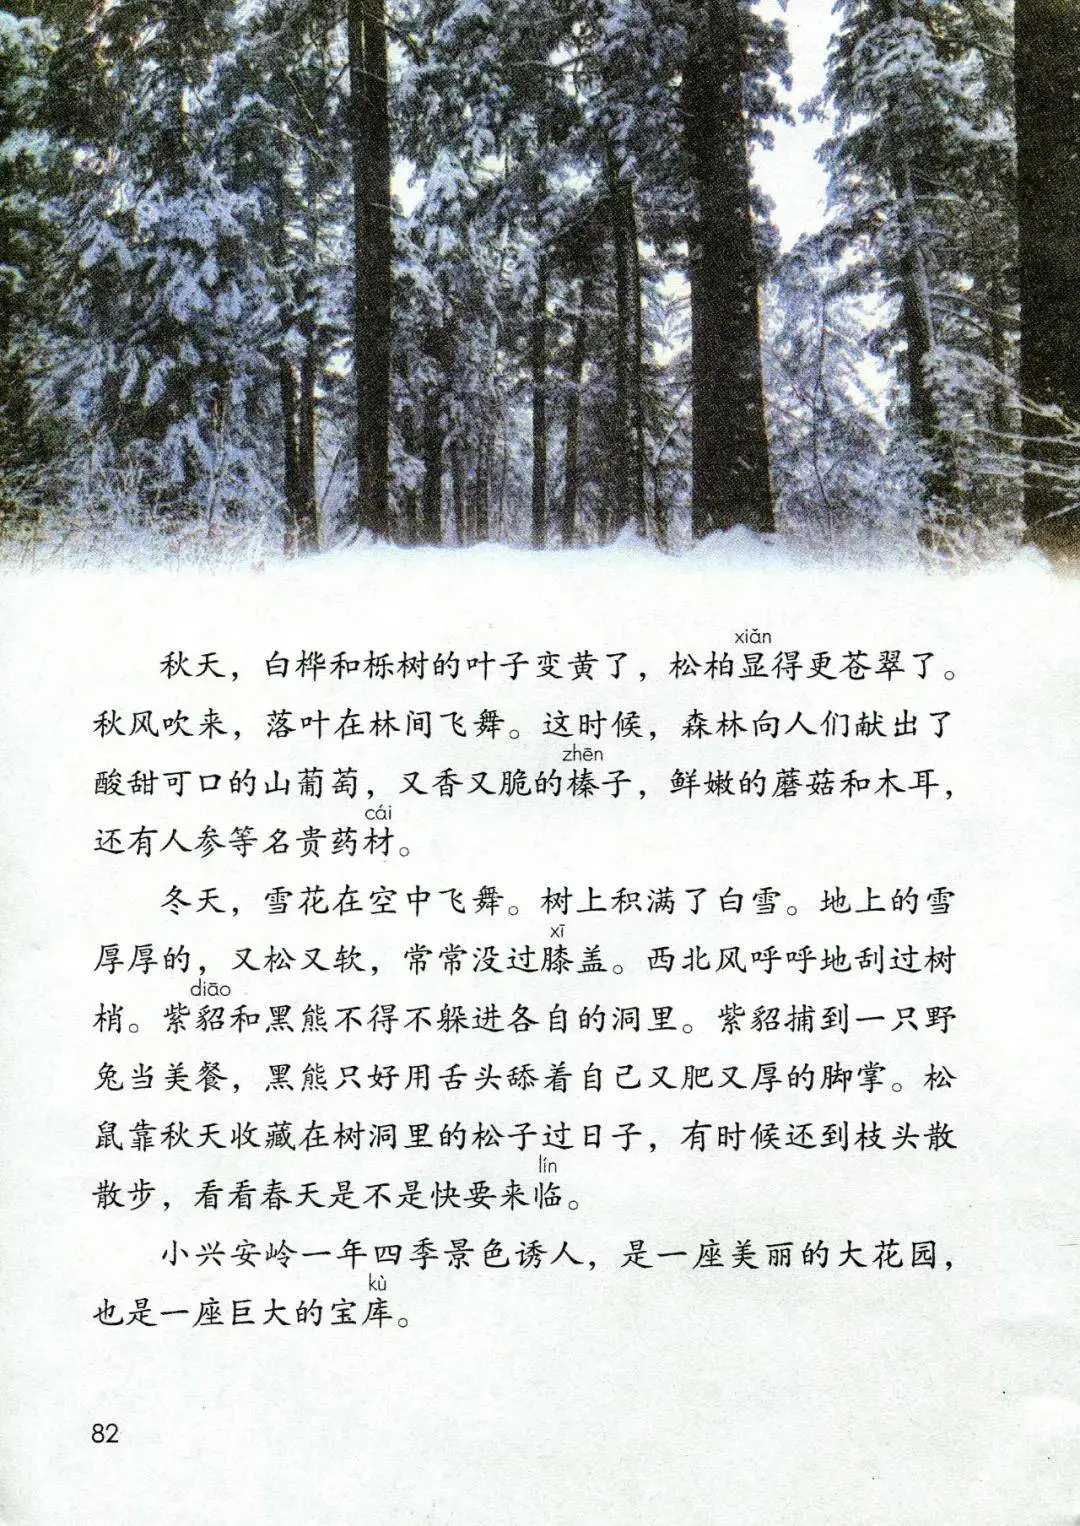 xiǎn
秋天，白桦和栎树的叶子变黄了，松柏显得更苍翠了。
秋风吹来，落叶在林间飞舞。这时候，森林向人们献出了
zhēn
酸甜可口的山葡萄，又香又脆的榛子，鲜嫩的蘑菇和木耳，
cái
还有人参等名贵药材。
冬天，雪花在空中飞舞。树上积满了白雪。地上的雪
xī
厚厚的，又松又软，常常没过膝盖。西北风呼呼地刮过树
diāo
梢。紫貂和黑熊不得不躲进各自的洞里。紫貂捕到一只野
兔当美餐，黑熊只好用舌头舔着自己又肥又厚的脚掌。松
鼠靠秋天收藏在树洞里的松子过日子，有时候还到枝头散
lín
散步，看看春天是不是快要来临。
小兴安岭一年四季景色诱人，是一座美丽的大花园，
kù
也是一座巨大的宝库。
82